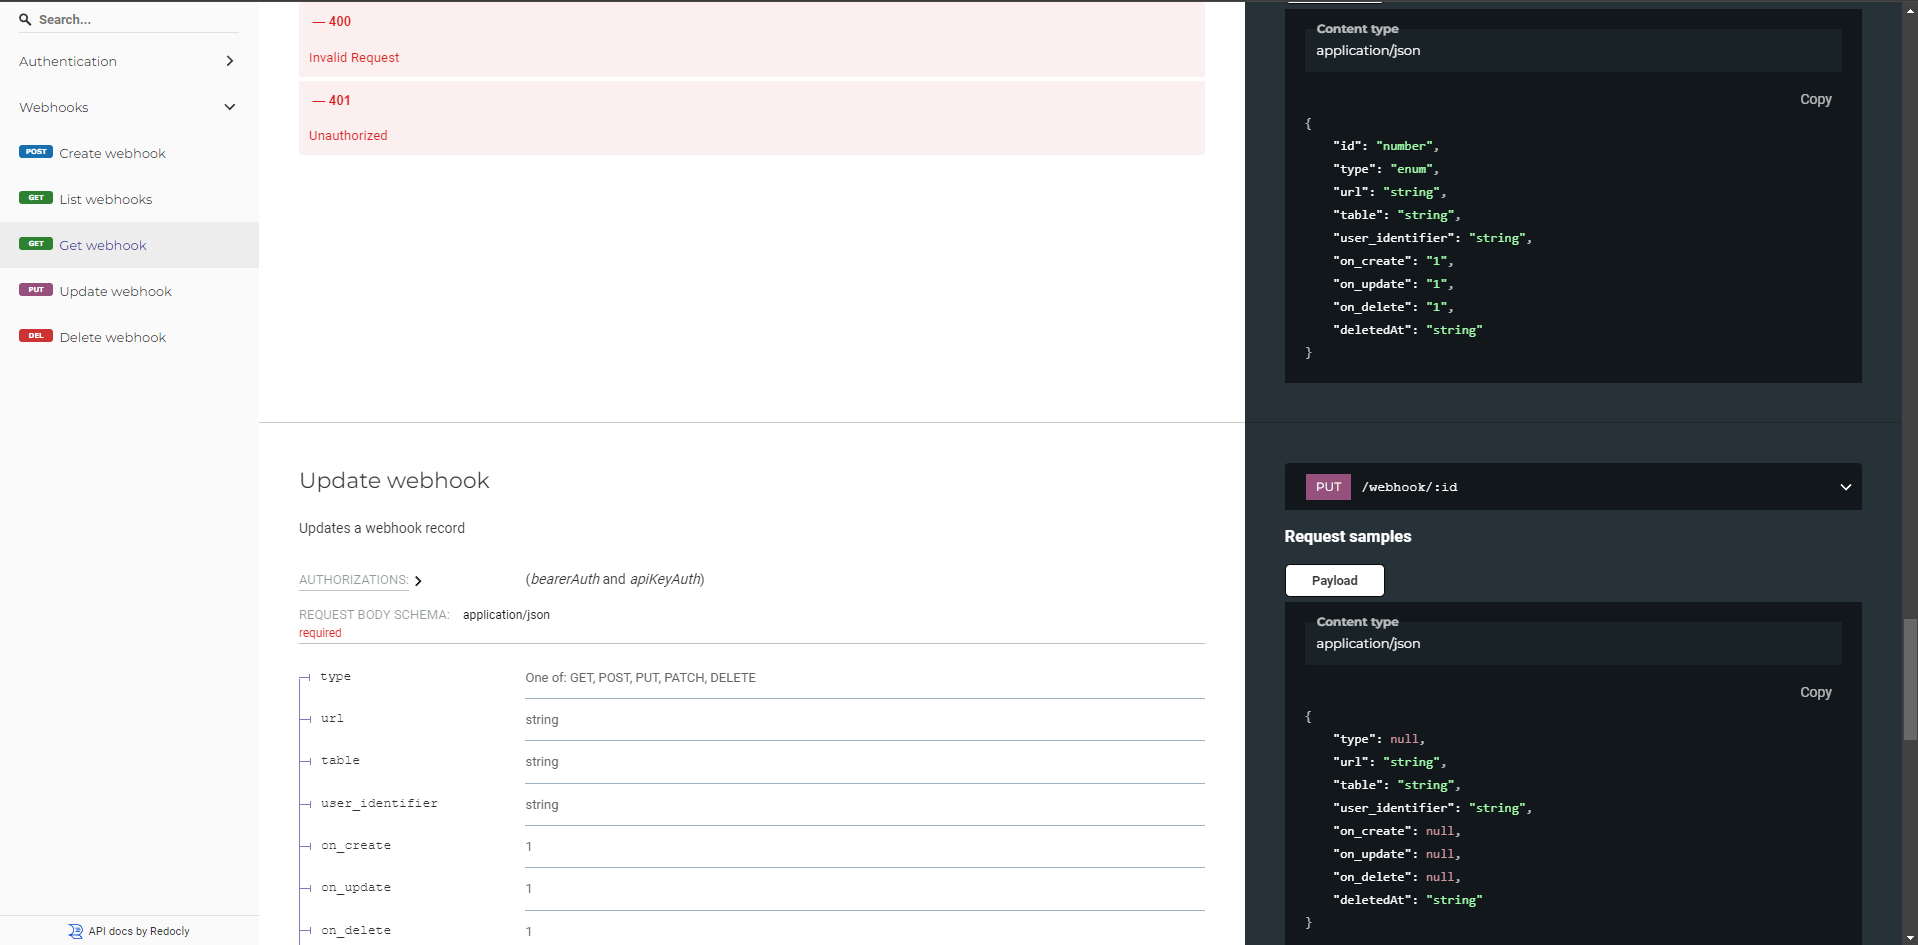 Search...
Authentication
Webhooks
POST Create webhook
GET List webhooks
GET Get webhook
PUT Update webhook
DEL Delete webhook
API docs by Redocly
— 400
Invalid Request
— 401
Unauthorized
Update webhook
Updates a webhook record
AUTHORIZATIONS: (bearerAuth and apiKeyAuth)
REQUEST BODY SCHEMA: application/json
required
type One of: GET, POST, PUT, PATCH, DELETE
url string
table string
user_identifier string
on_create 1
on_update 1
on_delete 1
Content type
application/json
Copy
{
"id": "number",
"type": "enum",
"url": "string",
"table": "string",
"user_identifier": "string",
"on_create": "1",
"on_update": "1",
"on_delete": "1",
"deletedAt": "string"
}
PUT /webhook/:id
Request samples
Payload
Content type
application/json
Copy
{
"type": null,
"url": "string",
"table": "string",
"user_identifier": "string",
"on_create": null,
"on_update": null,
"on_delete": null,
"deletedAt": "string"
}